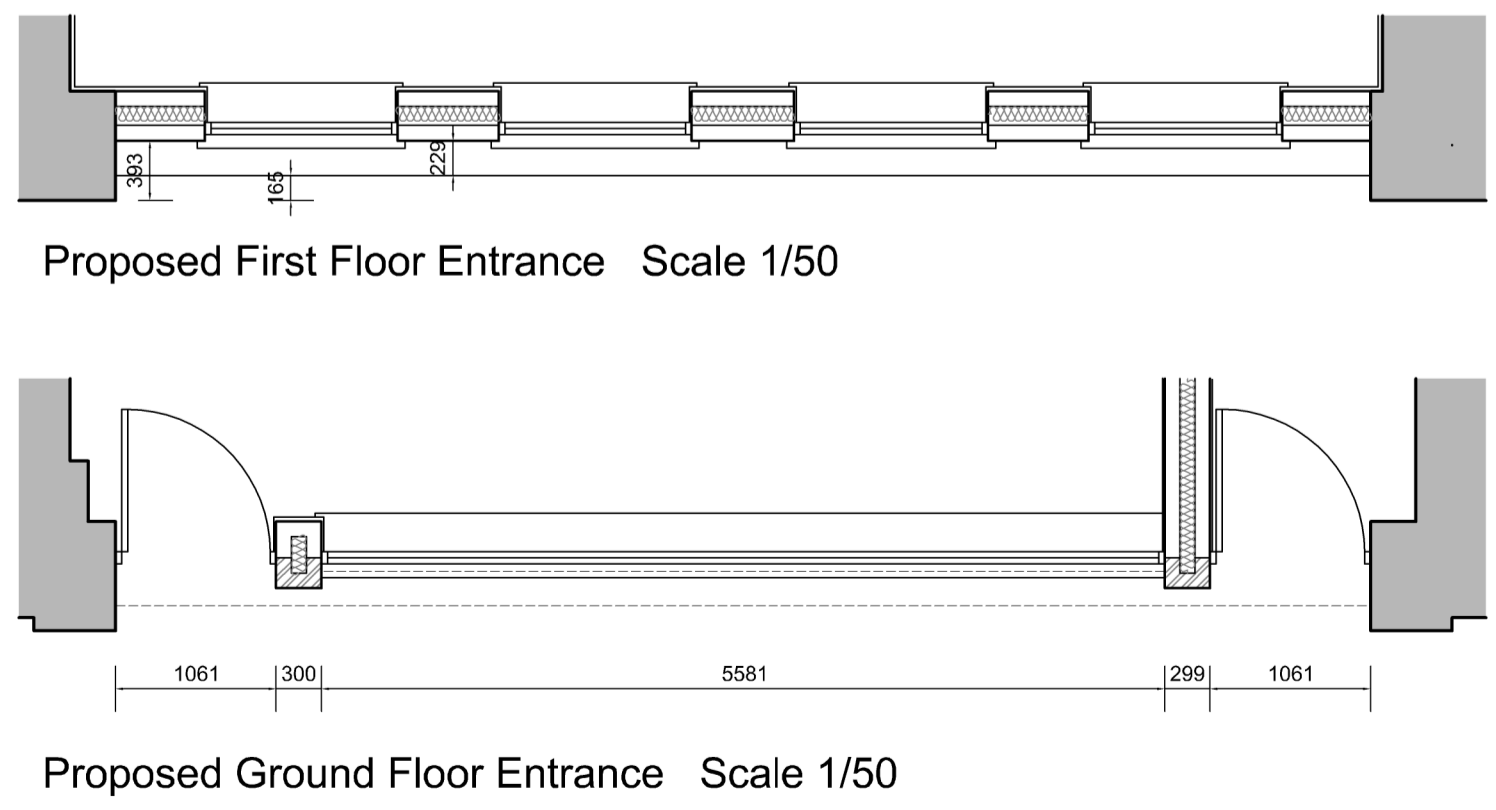 393
165
229
Proposed First Floor Entrance Scale 1/50
1061 300 5581 299 1061
Proposed Ground Floor Entrance Scale 1/50